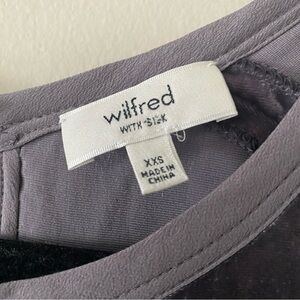 wilfred
WITH SILK
XXS
MADE IN
CHINA